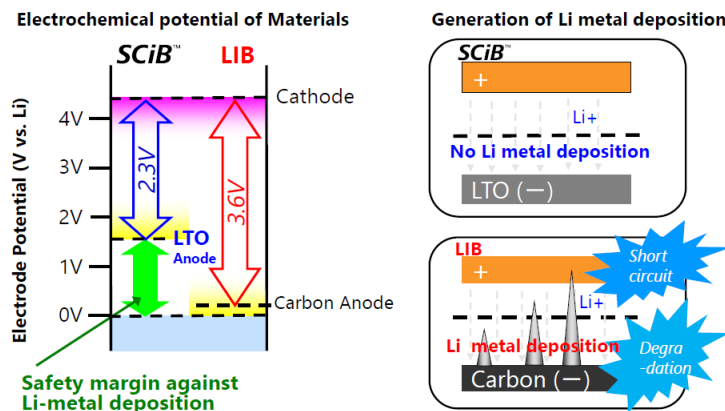 Electrochemical potential of Materials
SCiB™ LIB
Electrode Potential (V vs. Li)
4V
3V
2V
1V
0V
Cathode
2.3V
3.6V
LTO
Anode
Carbon Anode
Safety margin against
Li-metal deposition
Generation of Li metal deposition
SCiB™
+
Li+
No Li metal deposition
LTO (−)
LIB
+
Short
circuit
Li+
Li metal deposition
Degra
-dation
Carbon (−)